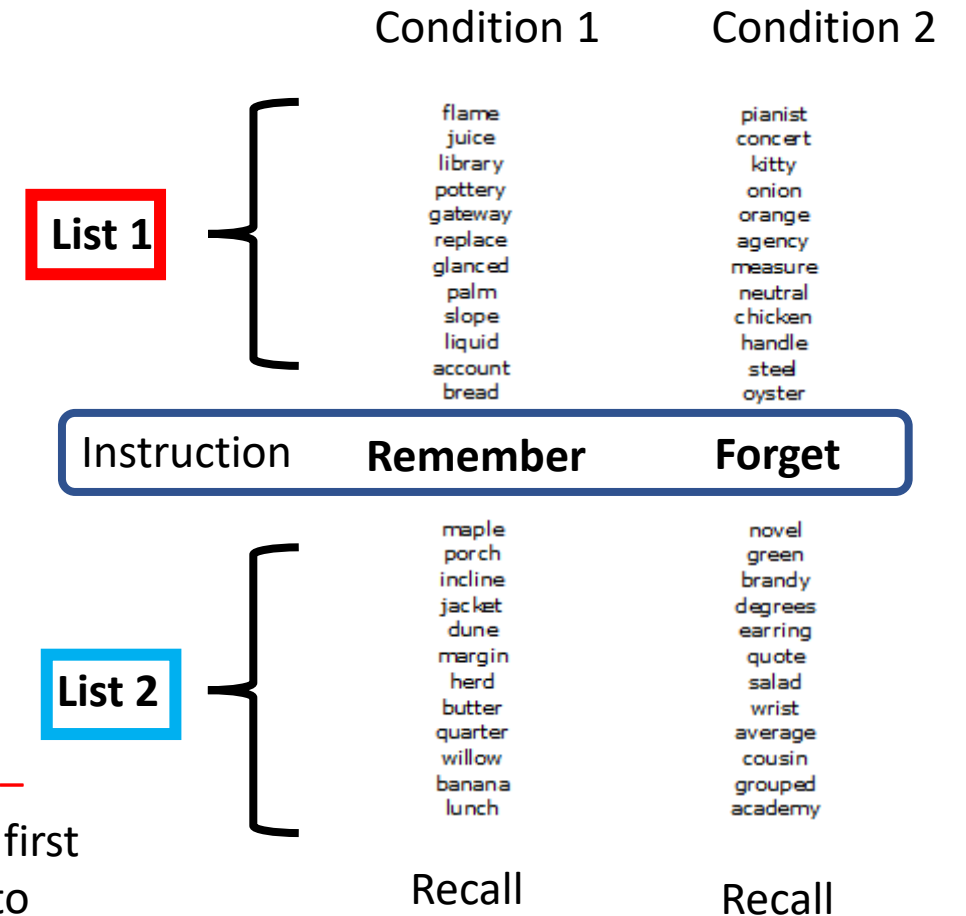 Condition 1 Condition 2
flame pianist
juice concert
library kitty
pottery onion
gateway orange
replace agency
List 1
glanced measure
palm neutral
slope chicken
liquid handle
account steel
bread oyster
Instruction Remember Forget
maple novel
porch green
incline brandy
jacket degrees
dune earring
margin quote
List 2
herd salad
butter wrist
quarter average
willow cousin
banana grouped
lunch academy
first
to
Recall Recall